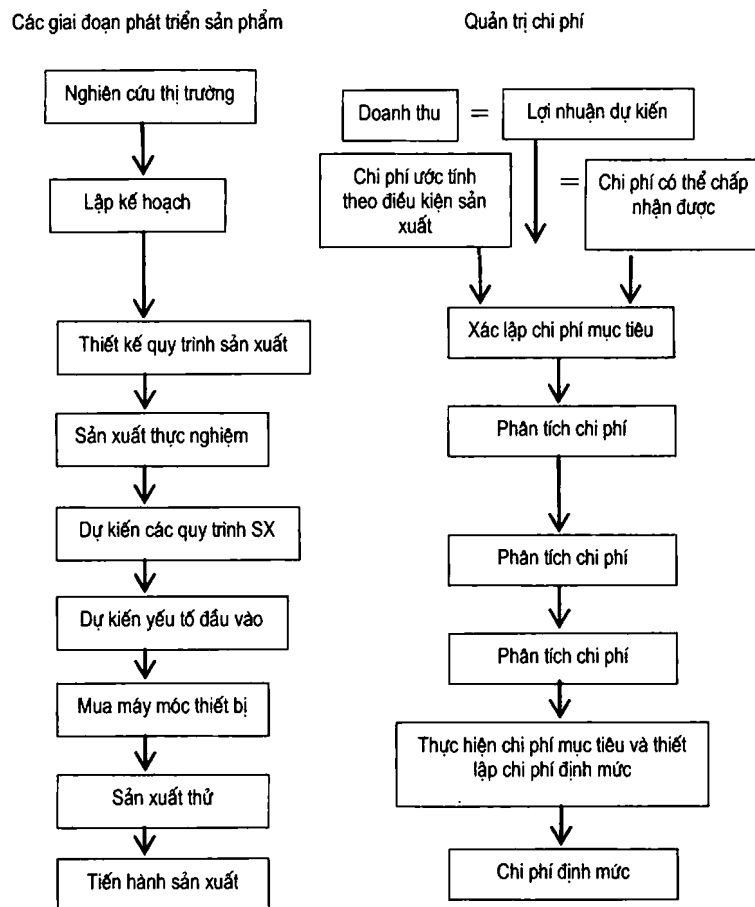 Các giai đoạn phát triển sản phẩm
Nghiên cứu thị trường
Lập kế hoạch
Thiết kế quy trình sản xuất
Sản xuất thực nghiệm
Dự kiến các quy trình SX
Dự kiến yếu tố đầu vào
Mua máy móc thiết bị
Sản xuất thử
Tiến hành sản xuất
Quản trị chi phí
Doanh thu = Lợi nhuận dự kiến
Chi phí ước tính
theo điều kiện sản
xuất
= Chi phí có thể chấp
nhận được
Xác lập chi phí mục tiêu
Phân tích chi phí
Phân tích chi phí
Phân tích chi phí
Thực hiện chi phí mục tiêu và thiết
lập chi phí định mức
Chi phí định mức